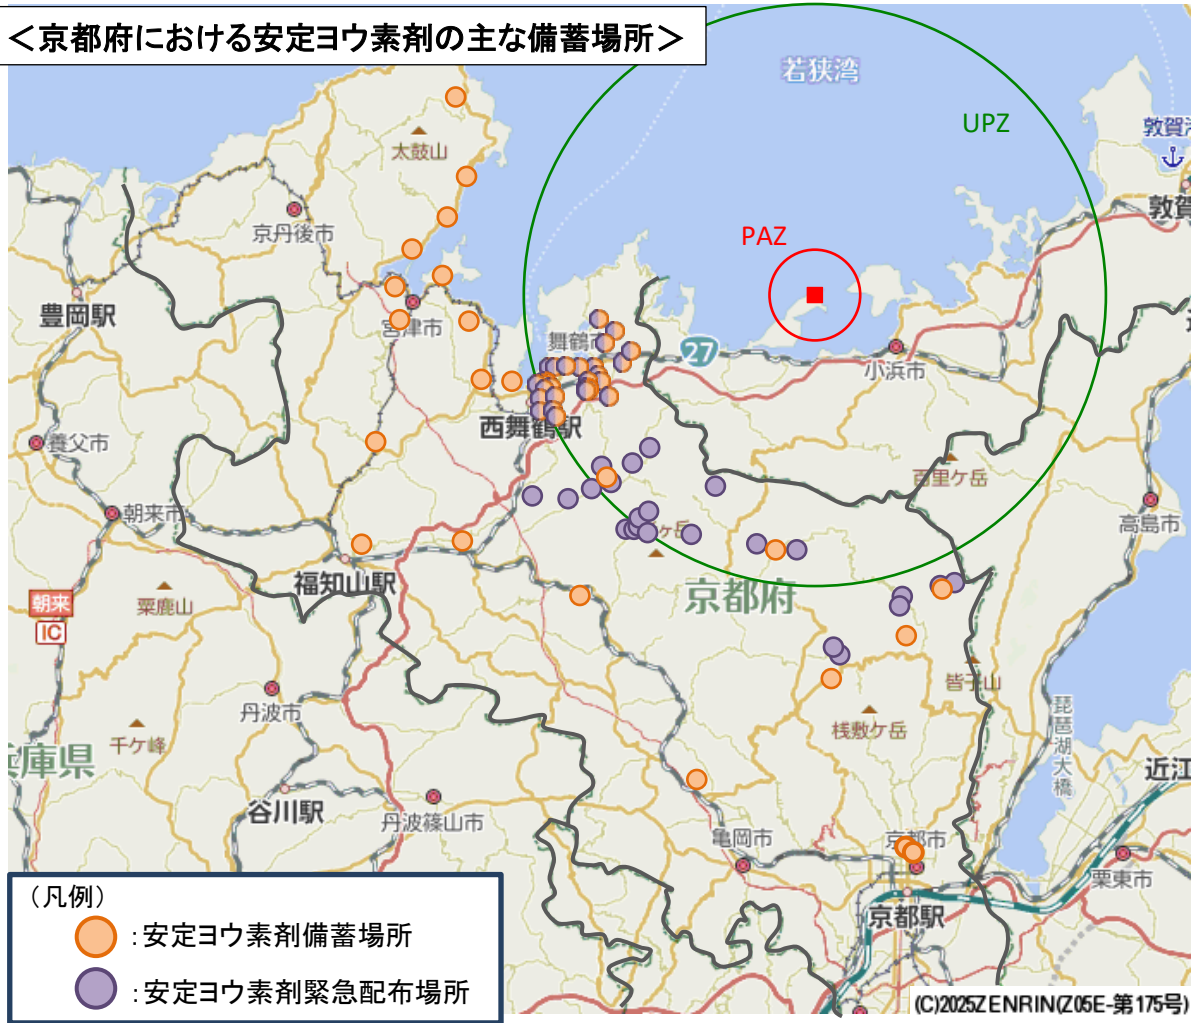 ＜京都府における安定ヨウ素剤の主な備蓄場所＞
若狭湾
UPZ
敦賀
太鼓山
敦賀
京丹後市
PAZ
豊岡駅
宮津市
舞鶴市
27
小浜市
西舞鶴駅
養父市
百里ケ岳
朝来市
高島市
ケ岳
福知山駅
京都府
朝来
IC
粟鹿山
皆子山
丹波市
桟敷ケ岳
千ケ峰
琵琶湖大橋
兵庫県
近江
谷川駅
丹波篠山市
亀岡市
京都市
栗東市
（凡例）
京都駅
：安定ヨウ素剤備蓄場所
：安定ヨウ素剤緊急配布場所
(C)2025ZENRIN(Z05E-第175号)